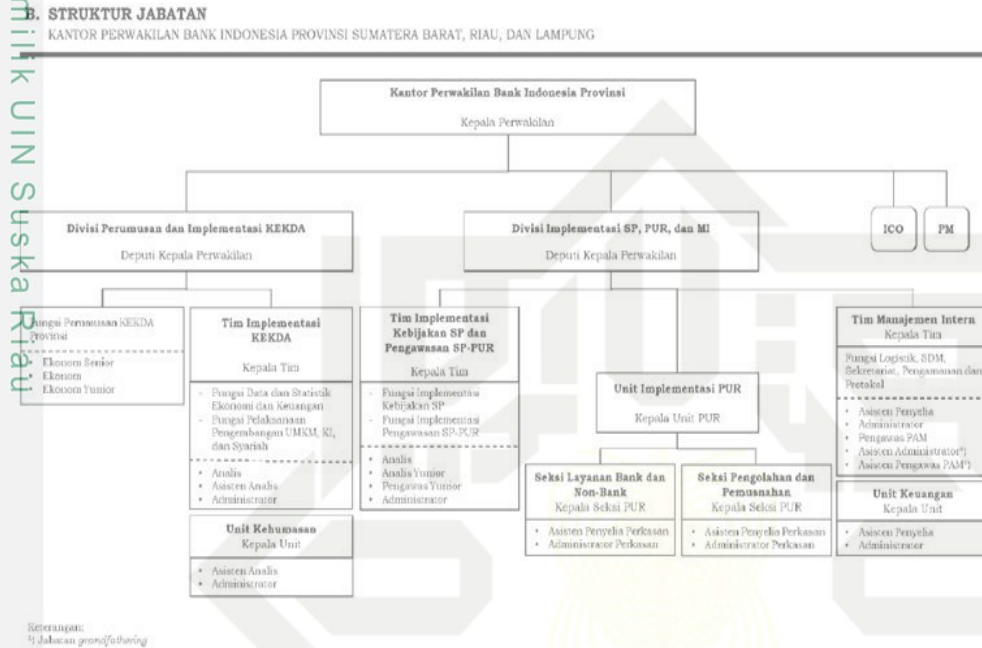 milik UIN Suska Riau
B. STRUKTUR JABATAN
KANTOR PERWAKILAN BANK INDONESIA PROVINSI SUMATERA BARAT, RIAU, DAN LAMPUNG
Kantor Perwakilan Bank Indonesia Provinsi
Kepala Perwakilan
Divisi Perumusan dan Implementasi KEKDA
Deputi Kepala Perwakilan
Divisi Implementasi SP, PUR, dan MI
Deputi Kepala Perwakilan
ICO
PM
Fungsi Perumusan KEKDA
Provinsi
• Ekonom Senior
• Ekonom
• Ekonom Yunior
Tim Implementasi
KEKDA
Kepala Tim
- Fungsi Data dan Statistik
Ekonomi dan Keuangan
- Fungsi Pelaksanaan
Pengembangan UMKM, KI,
dan Syariah
• Analis
• Asisten Analis
• Administrator
Unit Kehumasan
Kepala Unit
• Asisten Analis
• Administrator
Tim Implementasi
Kebijakan SP dan
Pengawasan SP-PUR
Kepala Tim
- Fungsi Implementasi
Kebijakan SP
- Fungsi Implementasi
Pengawasan SP-PUR
• Analis
• Analis Yunior
• Pengawas Yunior
• Administrator
Unit Implementasi PUR
Kepala Unit PUR
Seksi Layanan Bank dan
Non-Bank
Kepala Seksi PUR
• Asisten Penyelia Perkasan
• Administrator Perkasan
Seksi Pengolahan dan
Pemusnahan
Kepala Seksi PUR
• Asisten Penyelia Perkasan
• Administrator Perkasan
Tim Manajemen Intern
Kepala Tim
Fungsi Logistik, SDM,
Sekretariat, Pengamanan dan
Protokol
• Asisten Penyelia
• Administrator
• Pengawas PAM
• Asisten Administrator*)
• Asisten Pengawas PAM*)
Unit Keuangan
Kepala Unit
• Asisten Penyelia
• Administrator
Keterangan:
*) Jabatan grandfathering